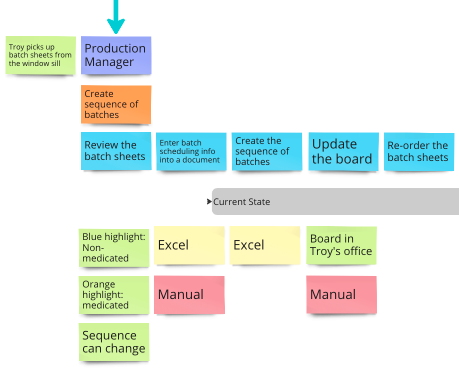 Troy picks up
batch sheets from
the window sill
Production
Manager
Create
sequence of
batches
Review the
batch sheets
Enter batch
scheduling info
into a document
Create the
sequence of
batches
Update
the board
Re-order the
batch sheets
Current State
Blue highlight:
Non-
medicated
Excel
Excel
Board in
Troy's office
Orange
highlight:
medicated
Manual
Manual
Sequence
can change